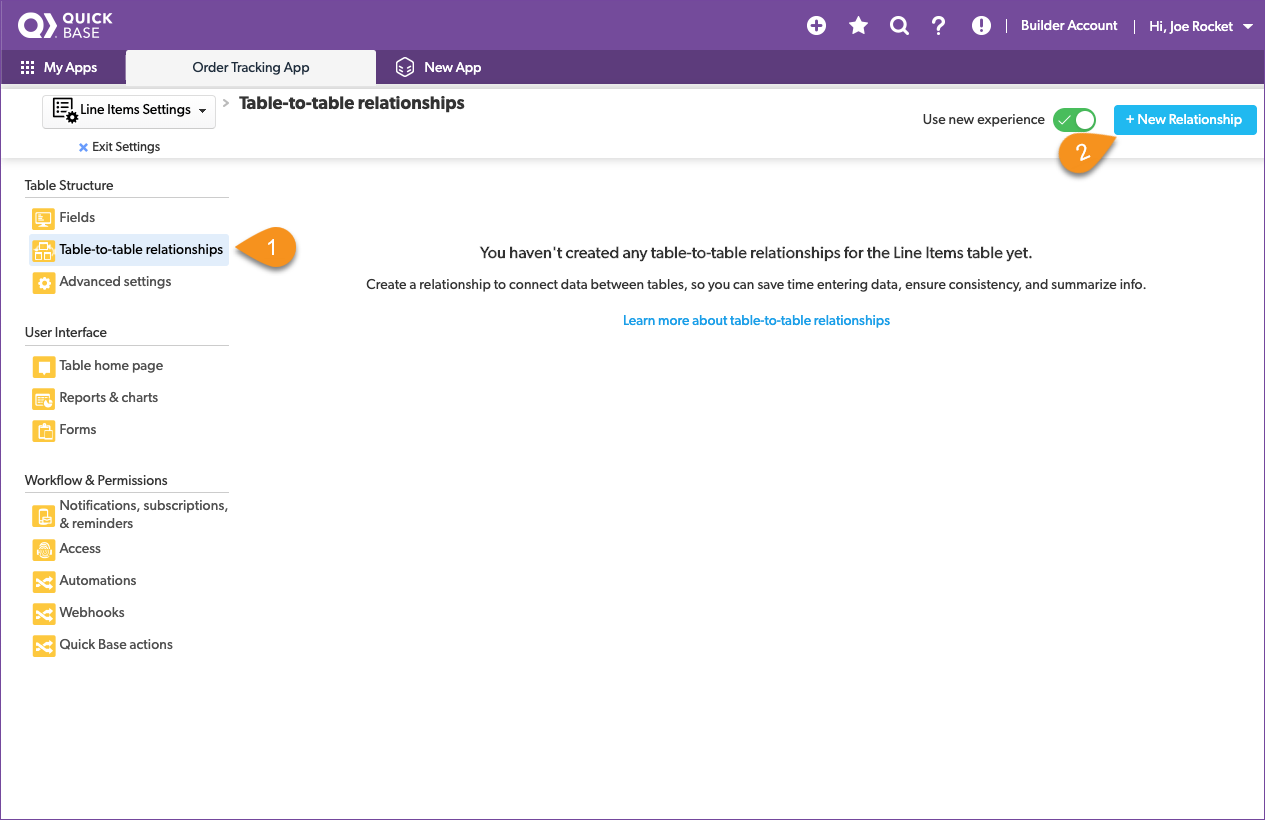 QUICK
BASE
Builder Account
Hi, Joe Rocket
My Apps
Order Tracking App
New App
Line Items Settings
> Table-to-table relationships
Use new experience
+ New Relationship
Exit Settings
2
Table Structure
Fields
Table-to-table relationships
1
Advanced settings
User Interface
Table home page
Reports & charts
Forms
Workflow & Permissions
Notifications, subscriptions,
& reminders
Access
Automations
Webhooks
Quick Base actions
You haven't created any table-to-table relationships for the Line Items table yet.
Create a relationship to connect data between tables, so you can save time entering data, ensure consistency, and summarize info.
Learn more about table-to-table relationships